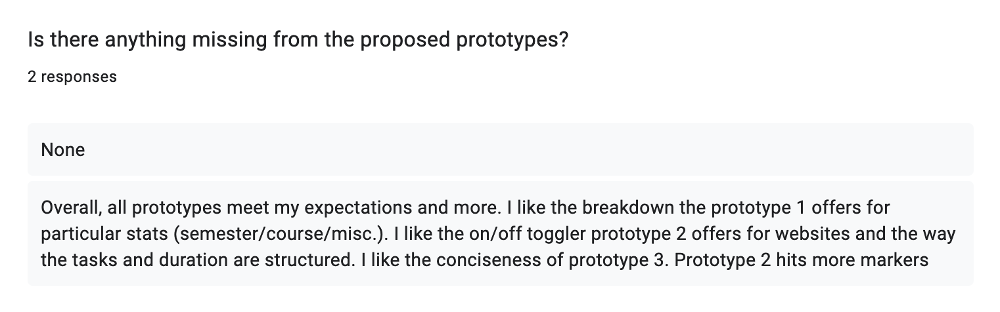 Is there anything missing from the proposed prototypes?
2 responses
None
Overall, all prototypes meet my expectations and more. I like the breakdown the prototype 1 offers for
particular stats (semester/course/misc.). I like the on/off toggler prototype 2 offers for websites and the way
the tasks and duration are structured. I like the conciseness of prototype 3. Prototype 2 hits more markers